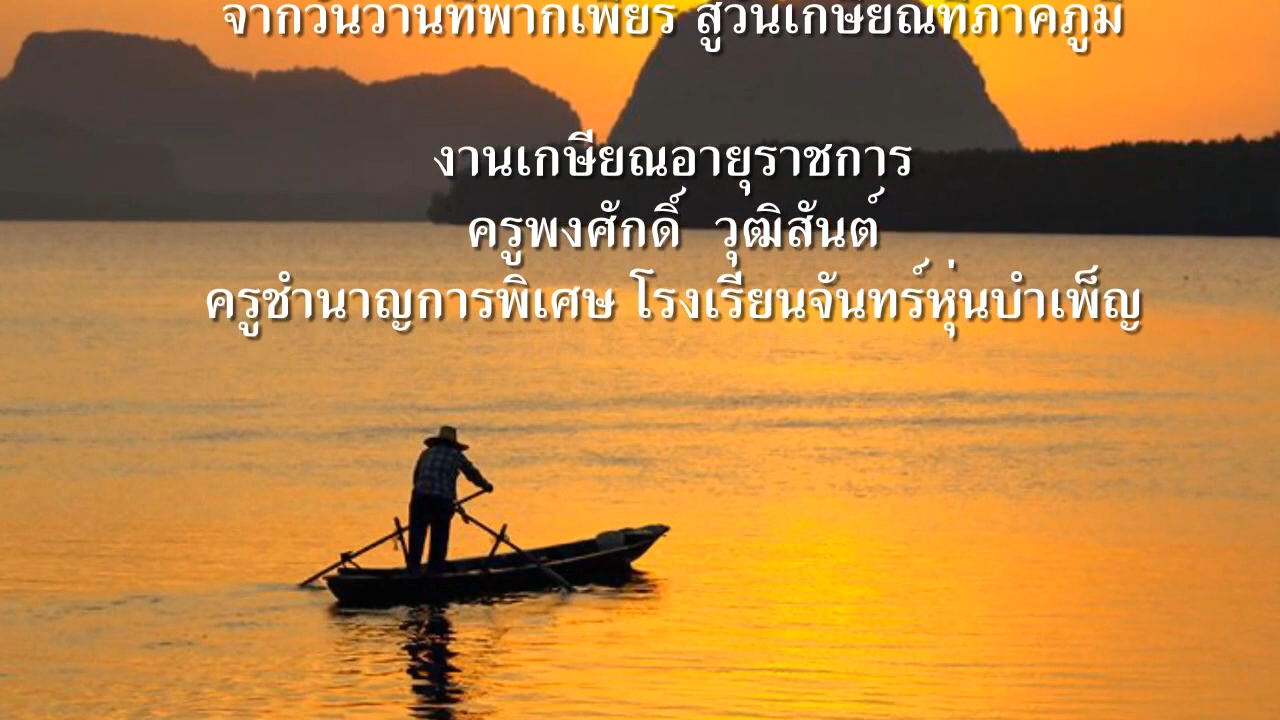 จากวันวานที่พากเพียร สู่วันเกษียณที่ภาคภูมิ
งานเกษียณอายุราชการ
ครูพงศักดิ์ วุฒิสันต์
ครูชำนาญการพิเศษ โรงเรียนจันทร์หุ่นบำเพ็ญ